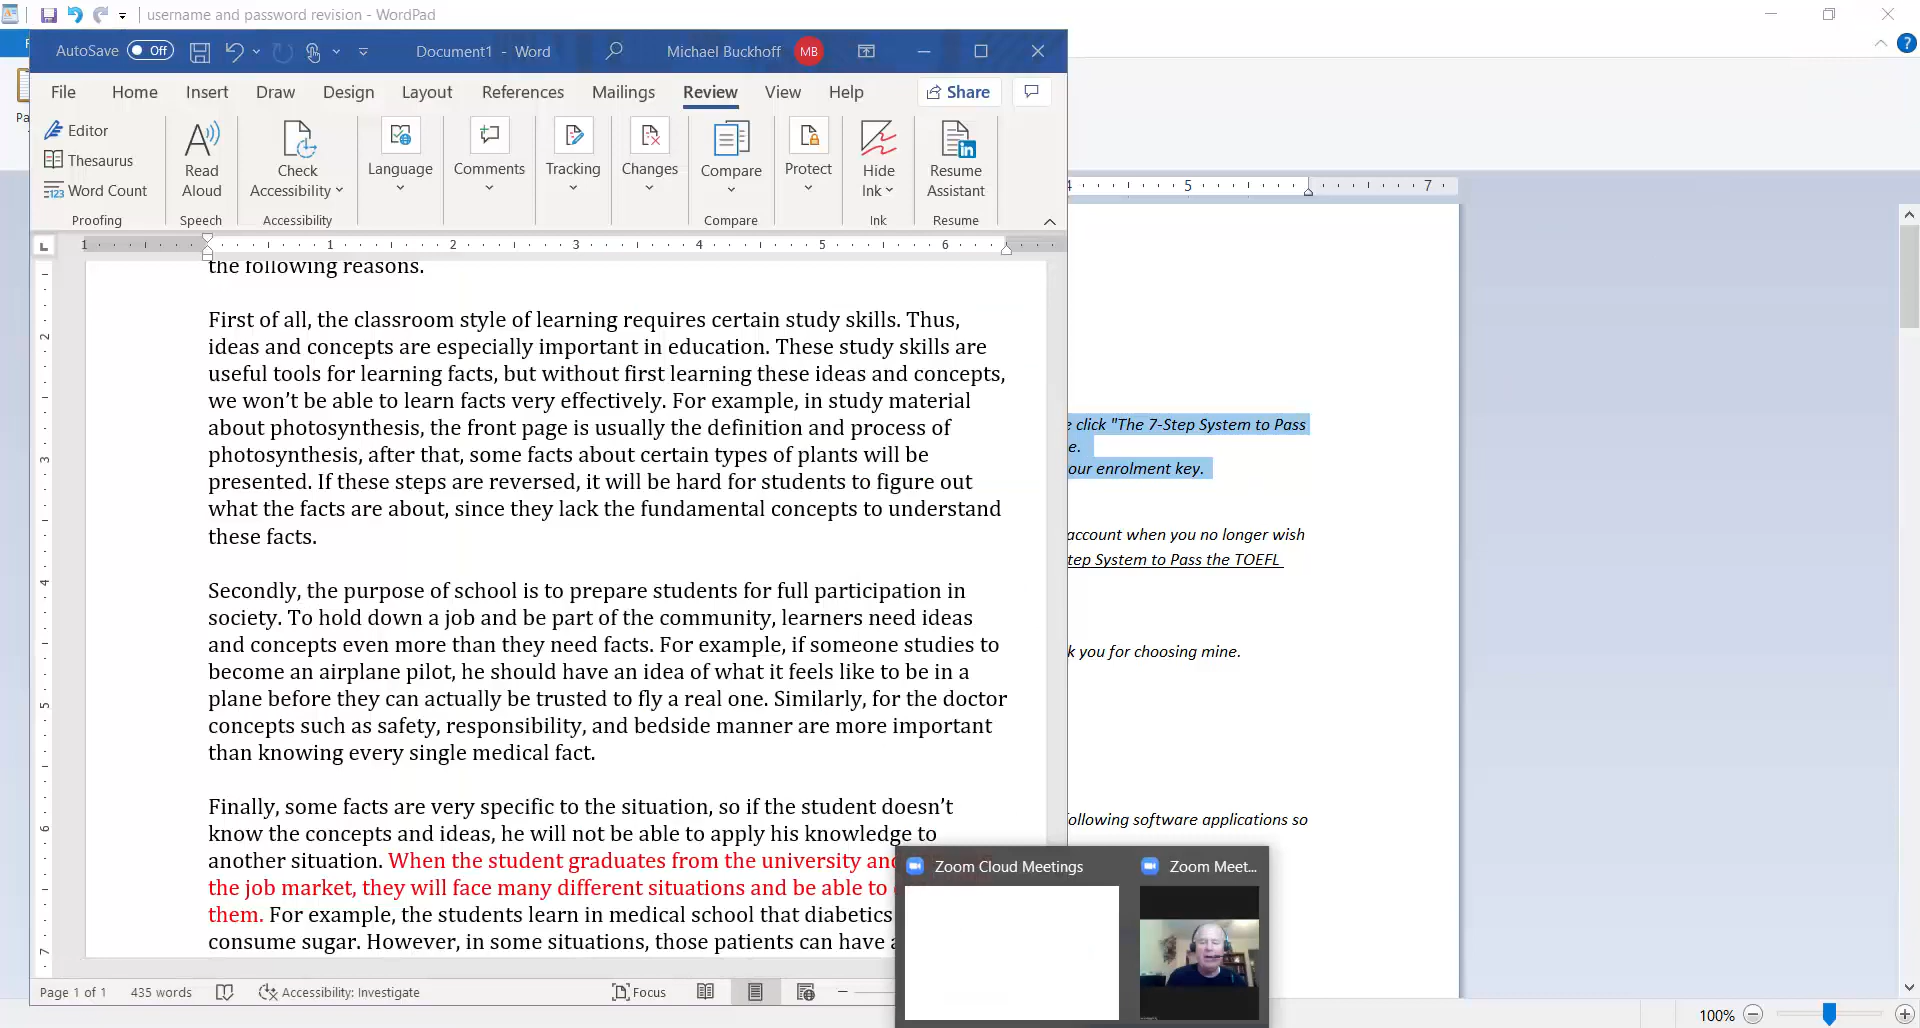 username and password revision - WordPad
AutoSave Off Document1 - Word Michael Buckhoff MB
File Home Insert Draw Design Layout References Mailings Review View Help Share
Editor
Thesaurus
Word Count
Proofing
Read Aloud
Speech
Check Accessibility
Accessibility
Language
Comments
Tracking
Changes
Compare
Compare
Protect
Hide Ink
Ink
Resume Assistant
Resume
1 1 2 3 4 5 6
4 5 7
the following reasons.
First of all, the classroom style of learning requires certain study skills. Thus,
ideas and concepts are especially important in education. These study skills are
useful tools for learning facts, but without first learning these ideas and concepts,
we won't be able to learn facts very effectively. For example, in study material
about photosynthesis, the front page is usually the definition and process of
photosynthesis, after that, some facts about certain types of plants will be
presented. If these steps are reversed, it will be hard for students to figure out
what the facts are about, since they lack the fundamental concepts to understand
these facts.
Secondly, the purpose of school is to prepare students for full participation in
society. To hold down a job and be part of the community, learners need ideas
and concepts even more than they need facts. For example, if someone studies to
become an airplane pilot, he should have an idea of what it feels like to be in a
plane before they can actually be trusted to fly a real one. Similarly, for the doctor
concepts such as safety, responsibility, and bedside manner are more important
than knowing every single medical fact.
Finally, some facts are very specific to the situation, so if the student doesn't
know the concepts and ideas, he will not be able to apply his knowledge to
another situation. When the student graduates from the university and
the job market, they will face many different situations and be able to
them. For example, the students learn in medical school that diabetics
consume sugar. However, in some situations, those patients can have
2
3
4
5
6
7
e click "The 7-Step System to Pass
e.
our enrolment key.
account when you no longer wish
tep System to Pass the TOEFL
k you for choosing mine.
following software applications so
Zoom Cloud Meetings
Zoom Meet...
Page 1 of 1 435 words Accessibility: Investigate Focus
100%